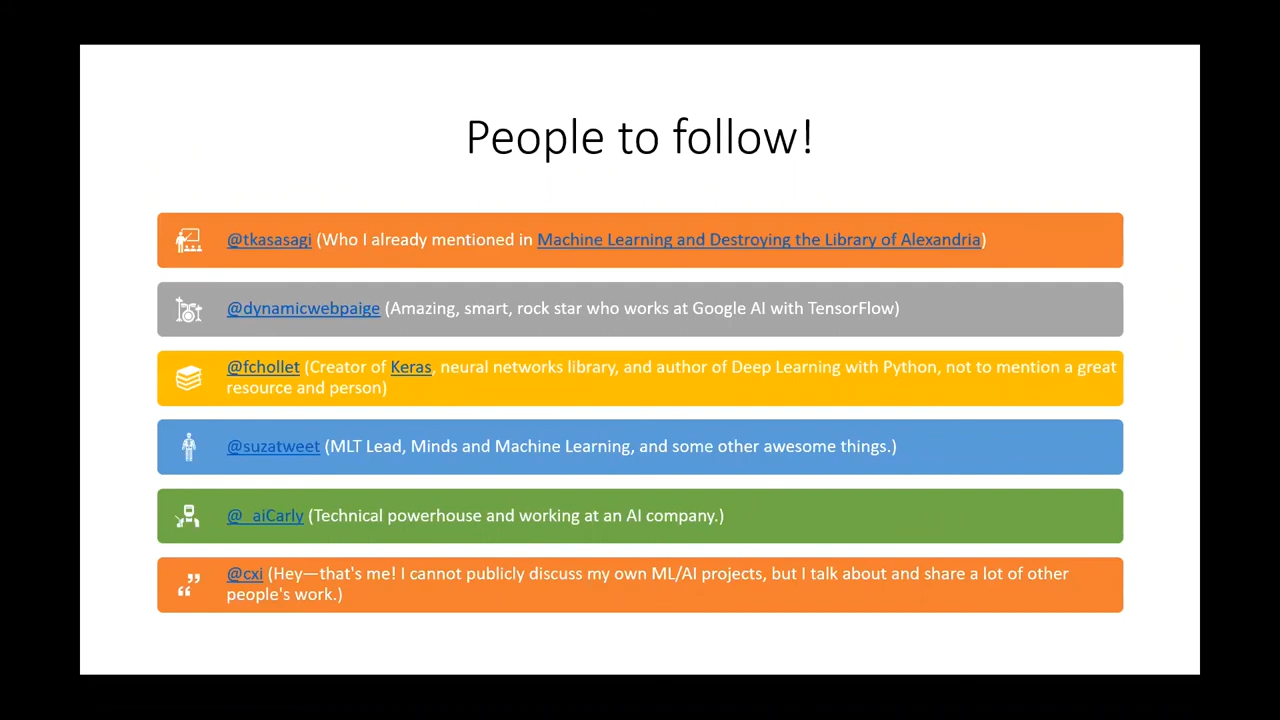 People to follow!
@tkasasagi (Who I already mentioned in Machine Learning and Destroying the Library of Alexandria)
@dynamicwebpaige (Amazing, smart, rock star who works at Google AI with TensorFlow)
@fchollet (Creator of Keras, neural networks library, and author of Deep Learning with Python, not to mention a great
resource and person)
@suzatweet (MLT Lead, Minds and Machine Learning, and some other awesome things.)
@_aiCarly (Technical powerhouse and working at an AI company.)
@cxi (Hey—that's me! I cannot publicly discuss my own ML/AI projects, but I talk about and share a lot of other
people's work.)